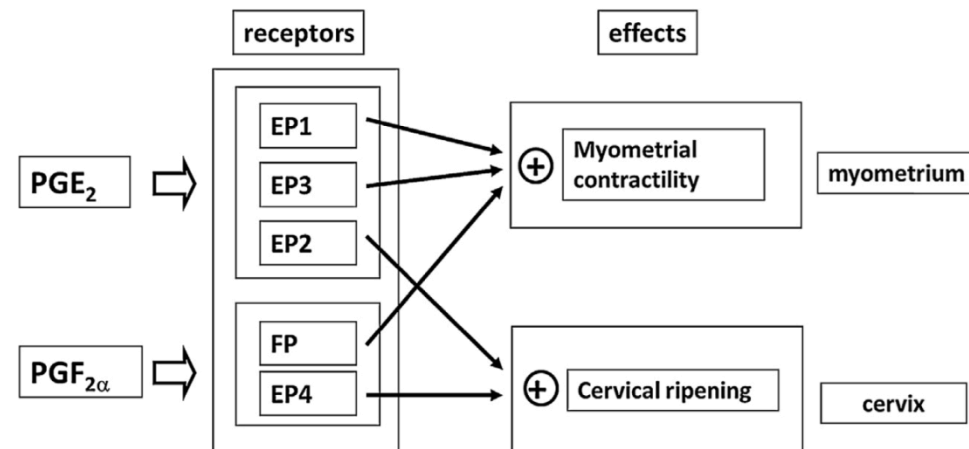 receptors
effects
EP1
EP3
EP2
FP
EP4
PGE₂
PGF₂α
+
Myometrial
contractility
myometrium
+
Cervical ripening
cervix